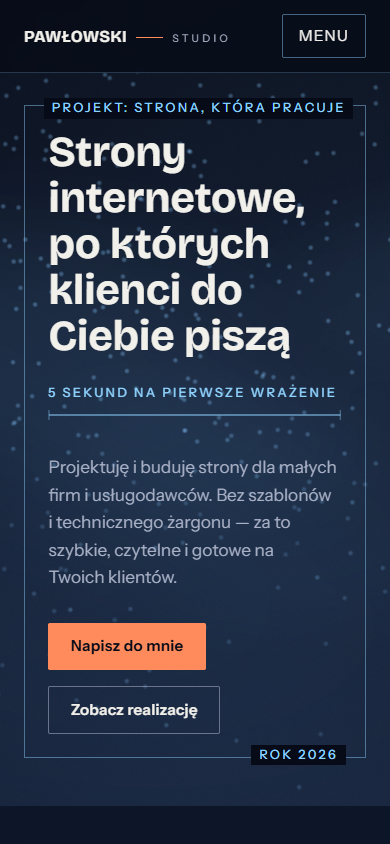 PAWŁOWSKI — STUDIO
MENU
PROJEKT: STRONA, KTÓRA PRACUJE
Strony
internetowe,
po których
klienci do
Ciebie piszą
5 SEKUND NA PIERWSZE WRAŻENIE
Projektuję i buduję strony dla małych
firm i usługodawców. Bez szablonów
i technicznego żargonu — za to
szybkie, czytelne i gotowe na
Twoich klientów.
Napisz do mnie
Zobacz realizację
ROK 2026